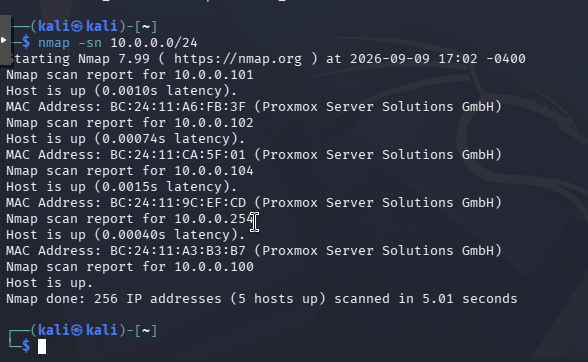 ┌──(kali㉿kali)-[~]
└─$ nmap -sn 10.0.0.0/24
Starting Nmap 7.99 ( https://nmap.org ) at 2026-09-09 17:02 -0400
Nmap scan report for 10.0.0.101
Host is up (0.0010s latency).
MAC Address: BC:24:11:A6:FB:3F (Proxmox Server Solutions GmbH)
Nmap scan report for 10.0.0.102
Host is up (0.00074s latency).
MAC Address: BC:24:11:CA:5F:01 (Proxmox Server Solutions GmbH)
Nmap scan report for 10.0.0.104
Host is up (0.0015s latency).
MAC Address: BC:24:11:9C:EF:CD (Proxmox Server Solutions GmbH)
Nmap scan report for 10.0.0.254
Host is up (0.00040s latency).
MAC Address: BC:24:11:A3:B3:B7 (Proxmox Server Solutions GmbH)
Nmap scan report for 10.0.0.100
Host is up.
Nmap done: 256 IP addresses (5 hosts up) scanned in 5.01 seconds
┌──(kali㉿kali)-[~]
└─$